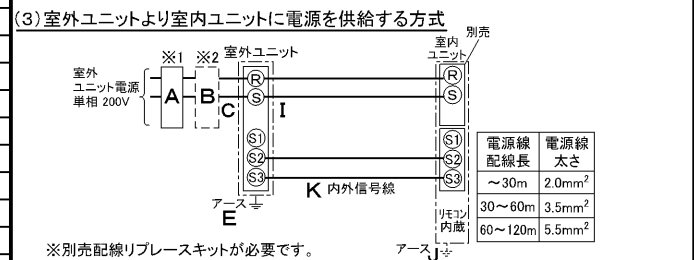 (3)室外ユニットより室内ユニットに電源を供給する方式
※1 ※2 室外ユニット
室内
ユニット
別売
室外
ユニット電源
単相 200V
A B C I
R R
S S
S1 S1
S2 S2
S3 S3
K 内外信号線
アース
E
リモコン
内蔵
アース J
※別売配線リプレースキットが必要です。
電源線
配線長
電源線
太さ
～30m 2.0mm²
30～60m 3.5mm²
60～120m 5.5mm²